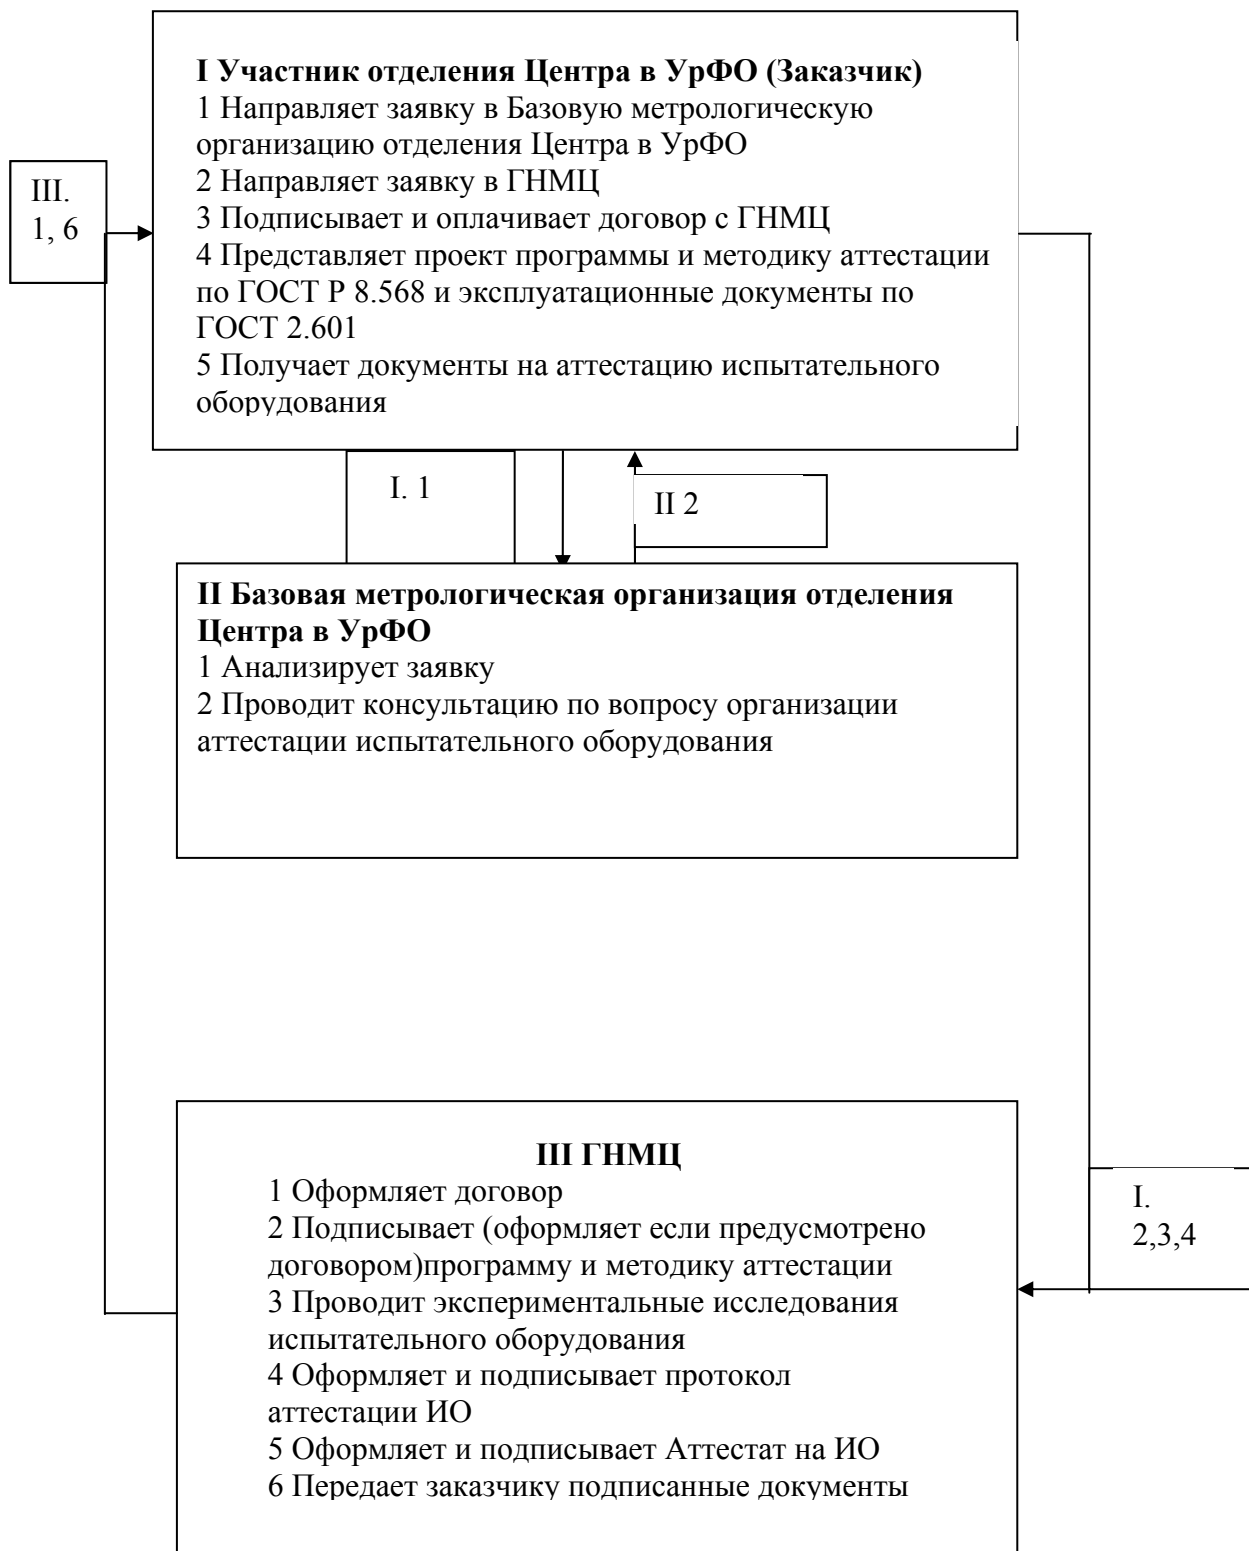 I Участник отделения Центра в УрФО (Заказчик)
1 Направляет заявку в Базовую метрологическую
организацию отделения Центра в УрФО
2 Направляет заявку в ГНМЦ
3 Подписывает и оплачивает договор с ГНМЦ
4 Представляет проект программы и методику аттестации
по ГОСТ Р 8.568 и эксплуатационные документы по
ГОСТ 2.601
5 Получает документы на аттестацию испытательного
оборудования
III.
1, 6
I. 1
II 2
II Базовая метрологическая организация отделения
Центра в УрФО
1 Анализирует заявку
2 Проводит консультацию по вопросу организации
аттестации испытательного оборудования
III ГНМЦ
1 Оформляет договор
2 Подписывает (оформляет если предусмотрено
договором)программу и методику аттестации
3 Проводит экспериментальные исследования
испытательного оборудования
4 Оформляет и подписывает протокол
аттестации ИО
5 Оформляет и подписывает Аттестат на ИО
6 Передает заказчику подписанные документы
I.
2,3,4